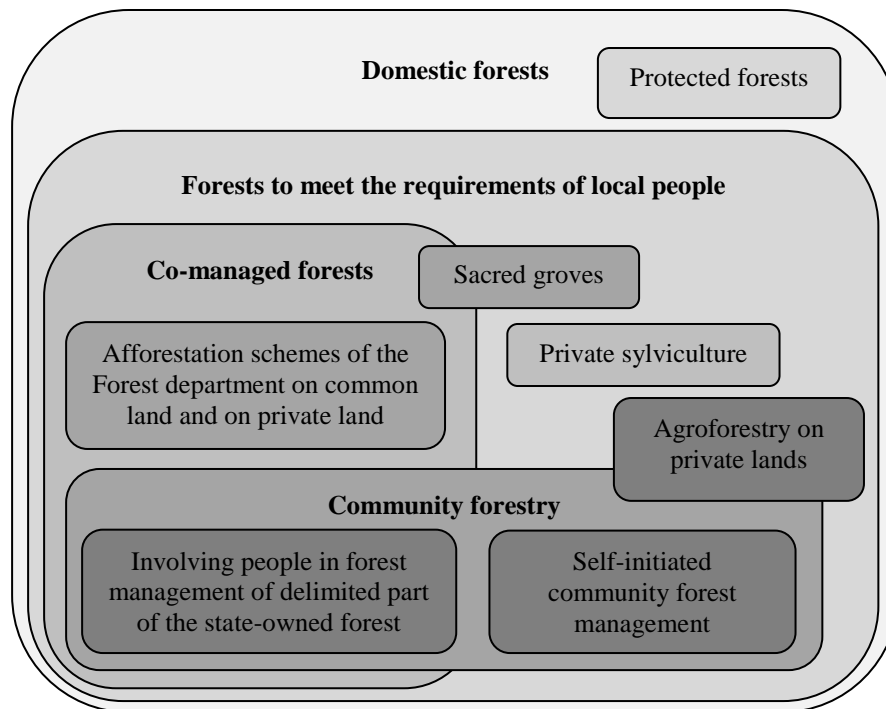 Domestic forests
Protected forests
Forests to meet the requirements of local people
Co-managed forests
Sacred groves
Afforestation schemes of the
Forest department on common
land and on private land
Private sylviculture
Agroforestry on
private lands
Community forestry
Involving people in forest
management of delimited part
of the state-owned forest
Self-initiated
community forest
management